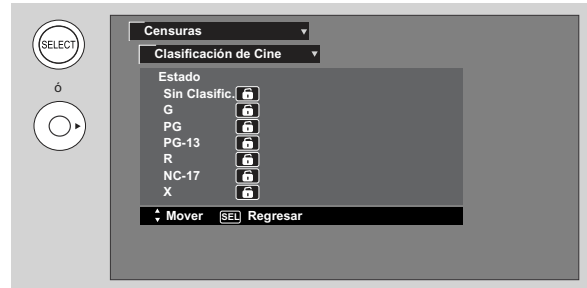 SELECT
ó
Censuras
Clasificación de Cine
Estado
Sin Clasific.
G
PG
PG-13
R
NC-17
X
Mover SEL Regresar